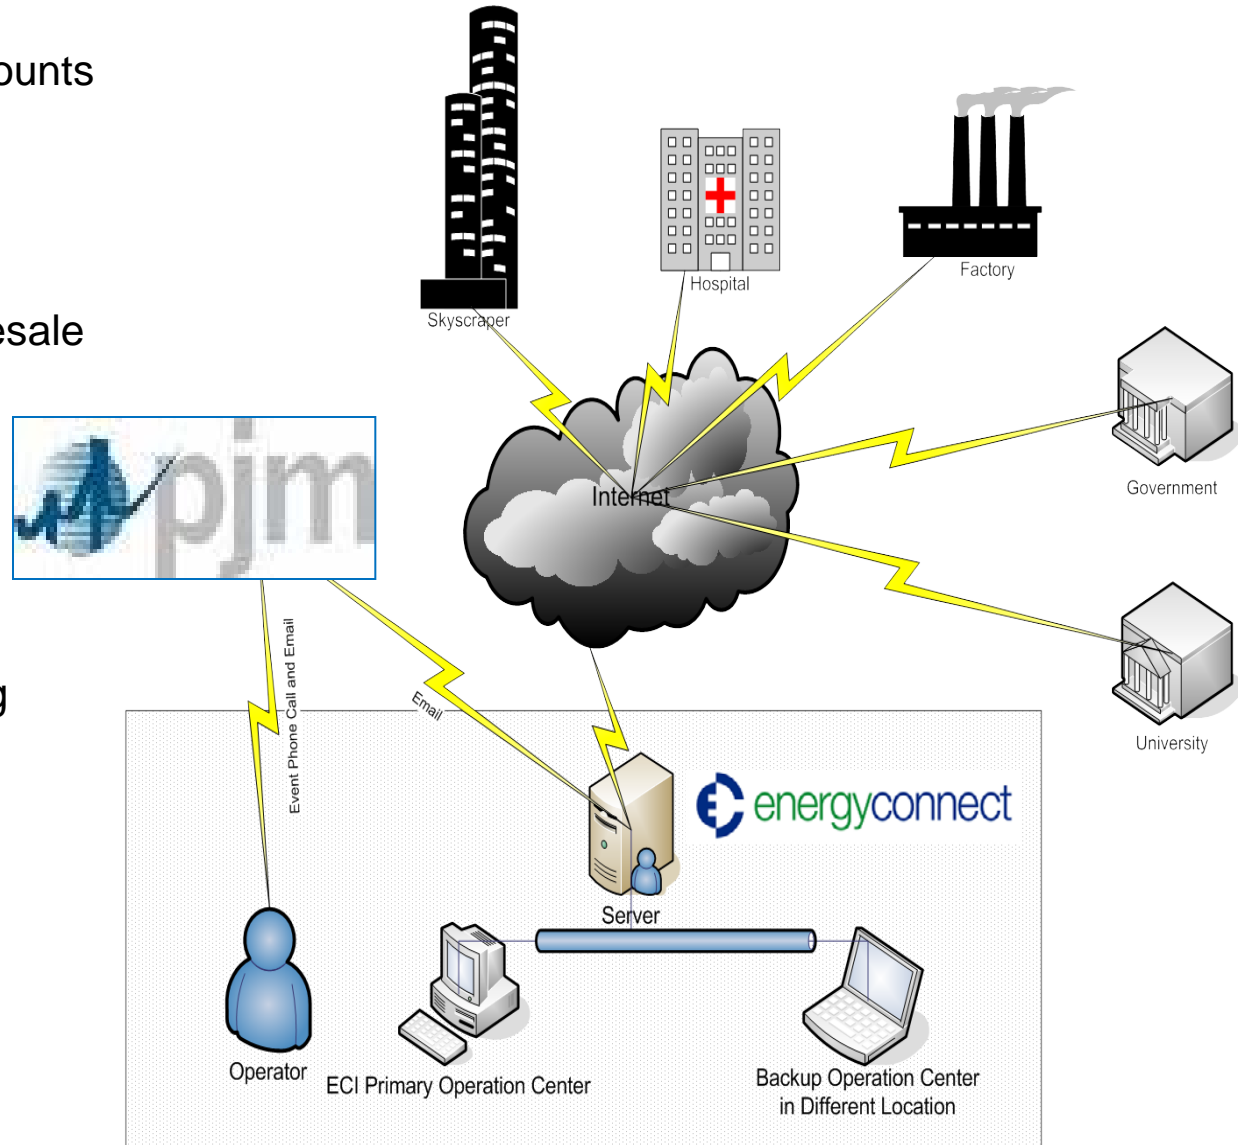 ounts
Skyscraper
Hospital
Factory
esale
Internet
Government
pjm
Event Phone Call and Email
Email
g
University
energyconnect
Server
Operator
ECI Primary Operation Center
Backup Operation Center
in Different Location